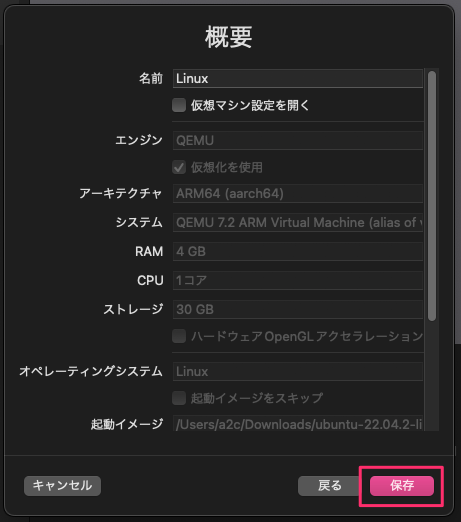 概要
名前 Linux
仮想マシン設定を開く
エンジン QEMU
仮想化を使用
アーキテクチャ ARM64 (aarch64)
システム QEMU 7.2 ARM Virtual Machine (alias of v
RAM 4 GB
CPU 1コア
ストレージ 30 GB
ハードウェアOpenGLアクセラレーション
オペレーティングシステム Linux
起動イメージをスキップ
起動イメージ /Users/a2c/Downloads/ubuntu-22.04.2-li
キャンセル 戻る 保存